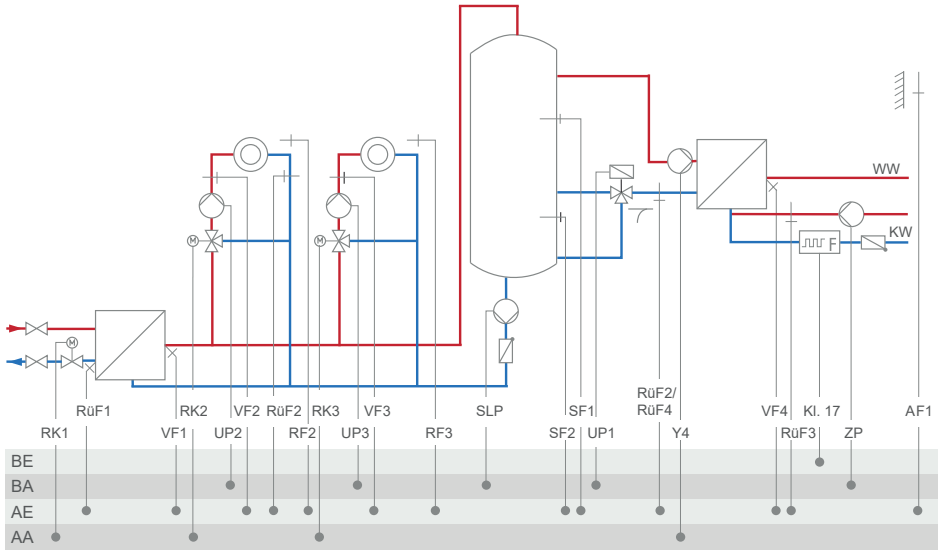 WW
KW
F
M
M
M
RüF1
RK2
VF2
RüF2
RK3
VF3
SLP
SF1
RüF2/
RüF4
VF4
Kl. 17
AF1
RK1
VF1
UP2
RF2
UP3
RF3
SF2
UP1
Y4
RüF3
ZP
BE
BA
AE
AA